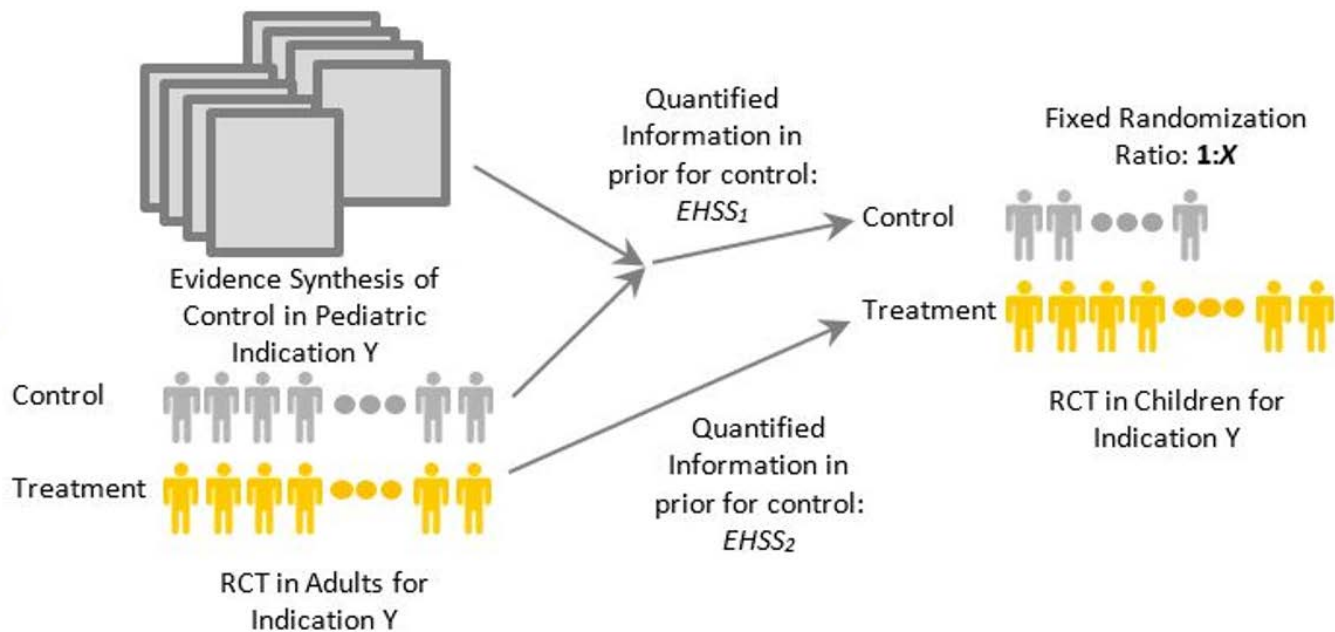 Evidence Synthesis of
Control in Pediatric
Indication Y
Control
Treatment
RCT in Adults for
Indication Y
Quantified
Information in
prior for control:
EHSS₁
Quantified
Information in
prior for control:
EHSS₂
Fixed Randomization
Ratio: 1:X
Control
Treatment
RCT in Children for
Indication Y